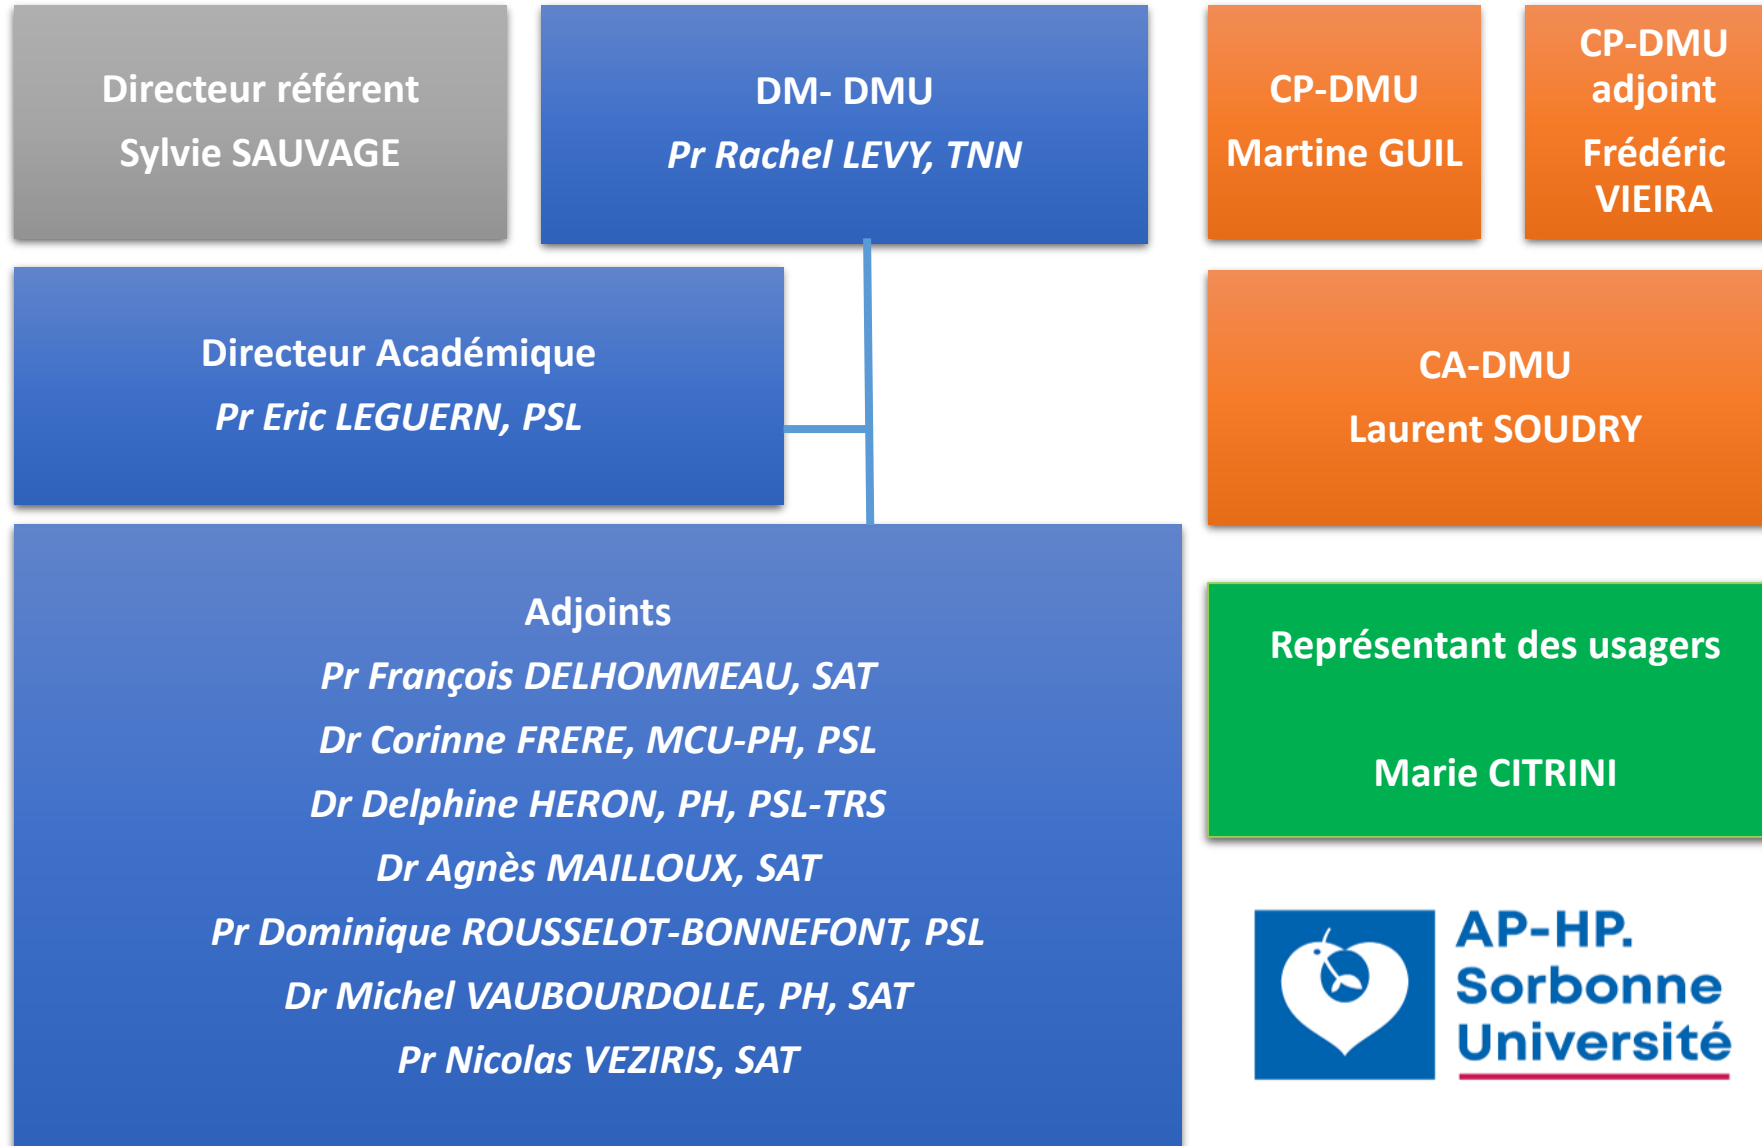 Directeur référent
Sylvie SAUVAGE
DM- DMU
Pr Rachel LEVY, TNN
CP-DMU
Martine GUIL
CP-DMU
adjoint
Frédéric
VIEIRA
Directeur Académique
Pr Eric LEGUERN, PSL
CA-DMU
Laurent SOUDRY
Adjoints
Pr François DELHOMMEAU, SAT
Dr Corinne FRERE, MCU-PH, PSL
Dr Delphine HERON, PH, PSL-TRS
Dr Agnès MAILLOUX, SAT
Pr Dominique ROUSSELOT-BONNEFONT, PSL
Dr Michel VAUBOURDOLLE, PH, SAT
Pr Nicolas VEZIRIS, SAT
Représentant des usagers
Marie CITRINI
AP-HP.
Sorbonne
Université